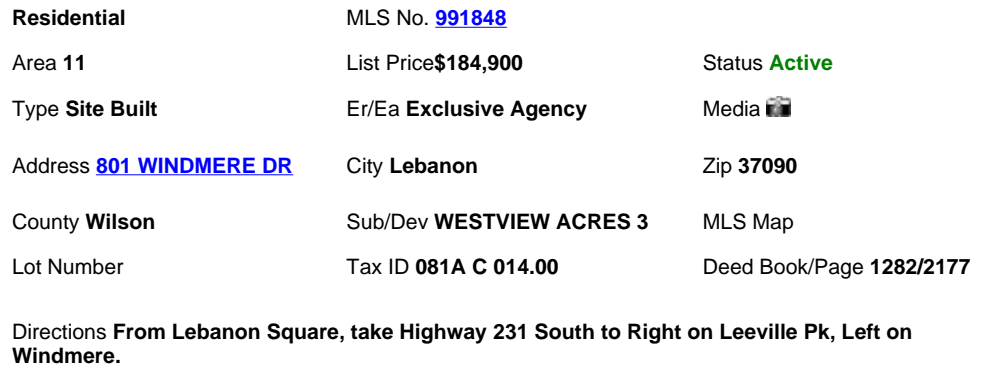 Residential MLS No. 991848
Area 11 List Price$184,900 Status Active
Type Site Built Er/Ea Exclusive Agency Media
Address 801 WINDMERE DR City Lebanon Zip 37090
County Wilson Sub/Dev WESTVIEW ACRES 3 MLS Map
Lot Number Tax ID 081A C 014.00 Deed Book/Page 1282/2177
Directions From Lebanon Square, take Highway 231 South to Right on Leeville Pk, Left on
Windmere.